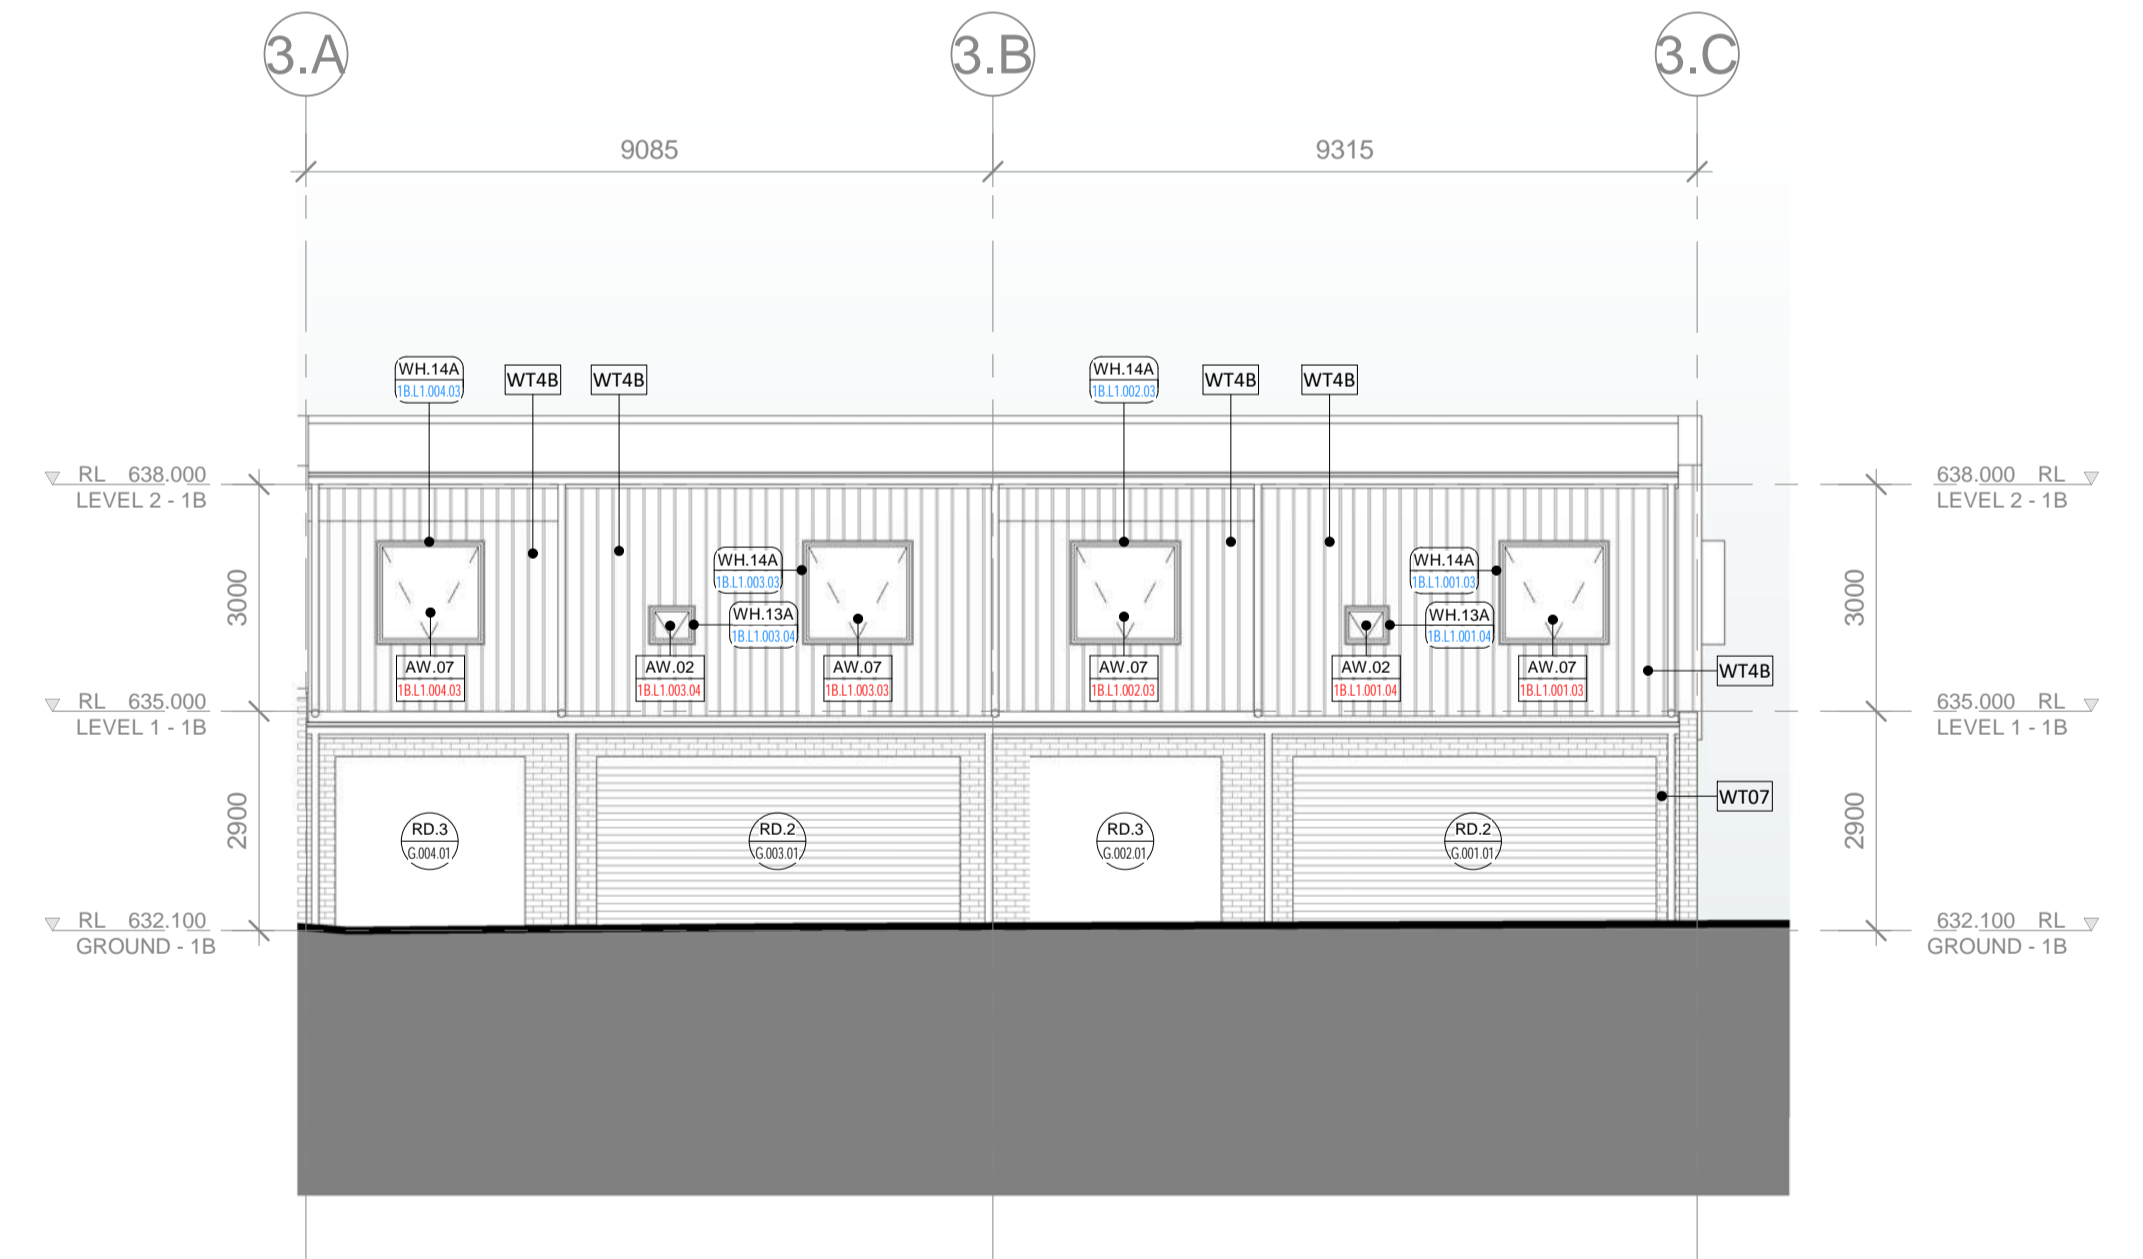 3.A
3.B
3.C
9085
9315
WH.14A
1B.L1.004.03
WT4B
WT4B
WH.14A
1B.L1.002.03
WT4B
WT4B
RL 638.000
LEVEL 2 - 1B
638.000 RL
LEVEL 2 - 1B
3000
WH.14A
1B.L1.003.03
WH.13A
1B.L1.003.04
WH.14A
1B.L1.001.03
WH.13A
1B.L1.001.04
3000
AW.07
1B.L1.004.03
AW.02
1B.L1.003.04
AW.07
1B.L1.003.03
AW.07
1B.L1.002.03
AW.02
1B.L1.001.04
AW.07
1B.L1.001.03
WT4B
RL 635.000
LEVEL 1 - 1B
635.000 RL
LEVEL 1 - 1B
2900
WT07
2900
RD.3
G.004.01
RD.2
G.003.01
RD.3
G.002.01
RD.2
G.001.01
RL 632.100
GROUND - 1B
632.100 RL
GROUND - 1B